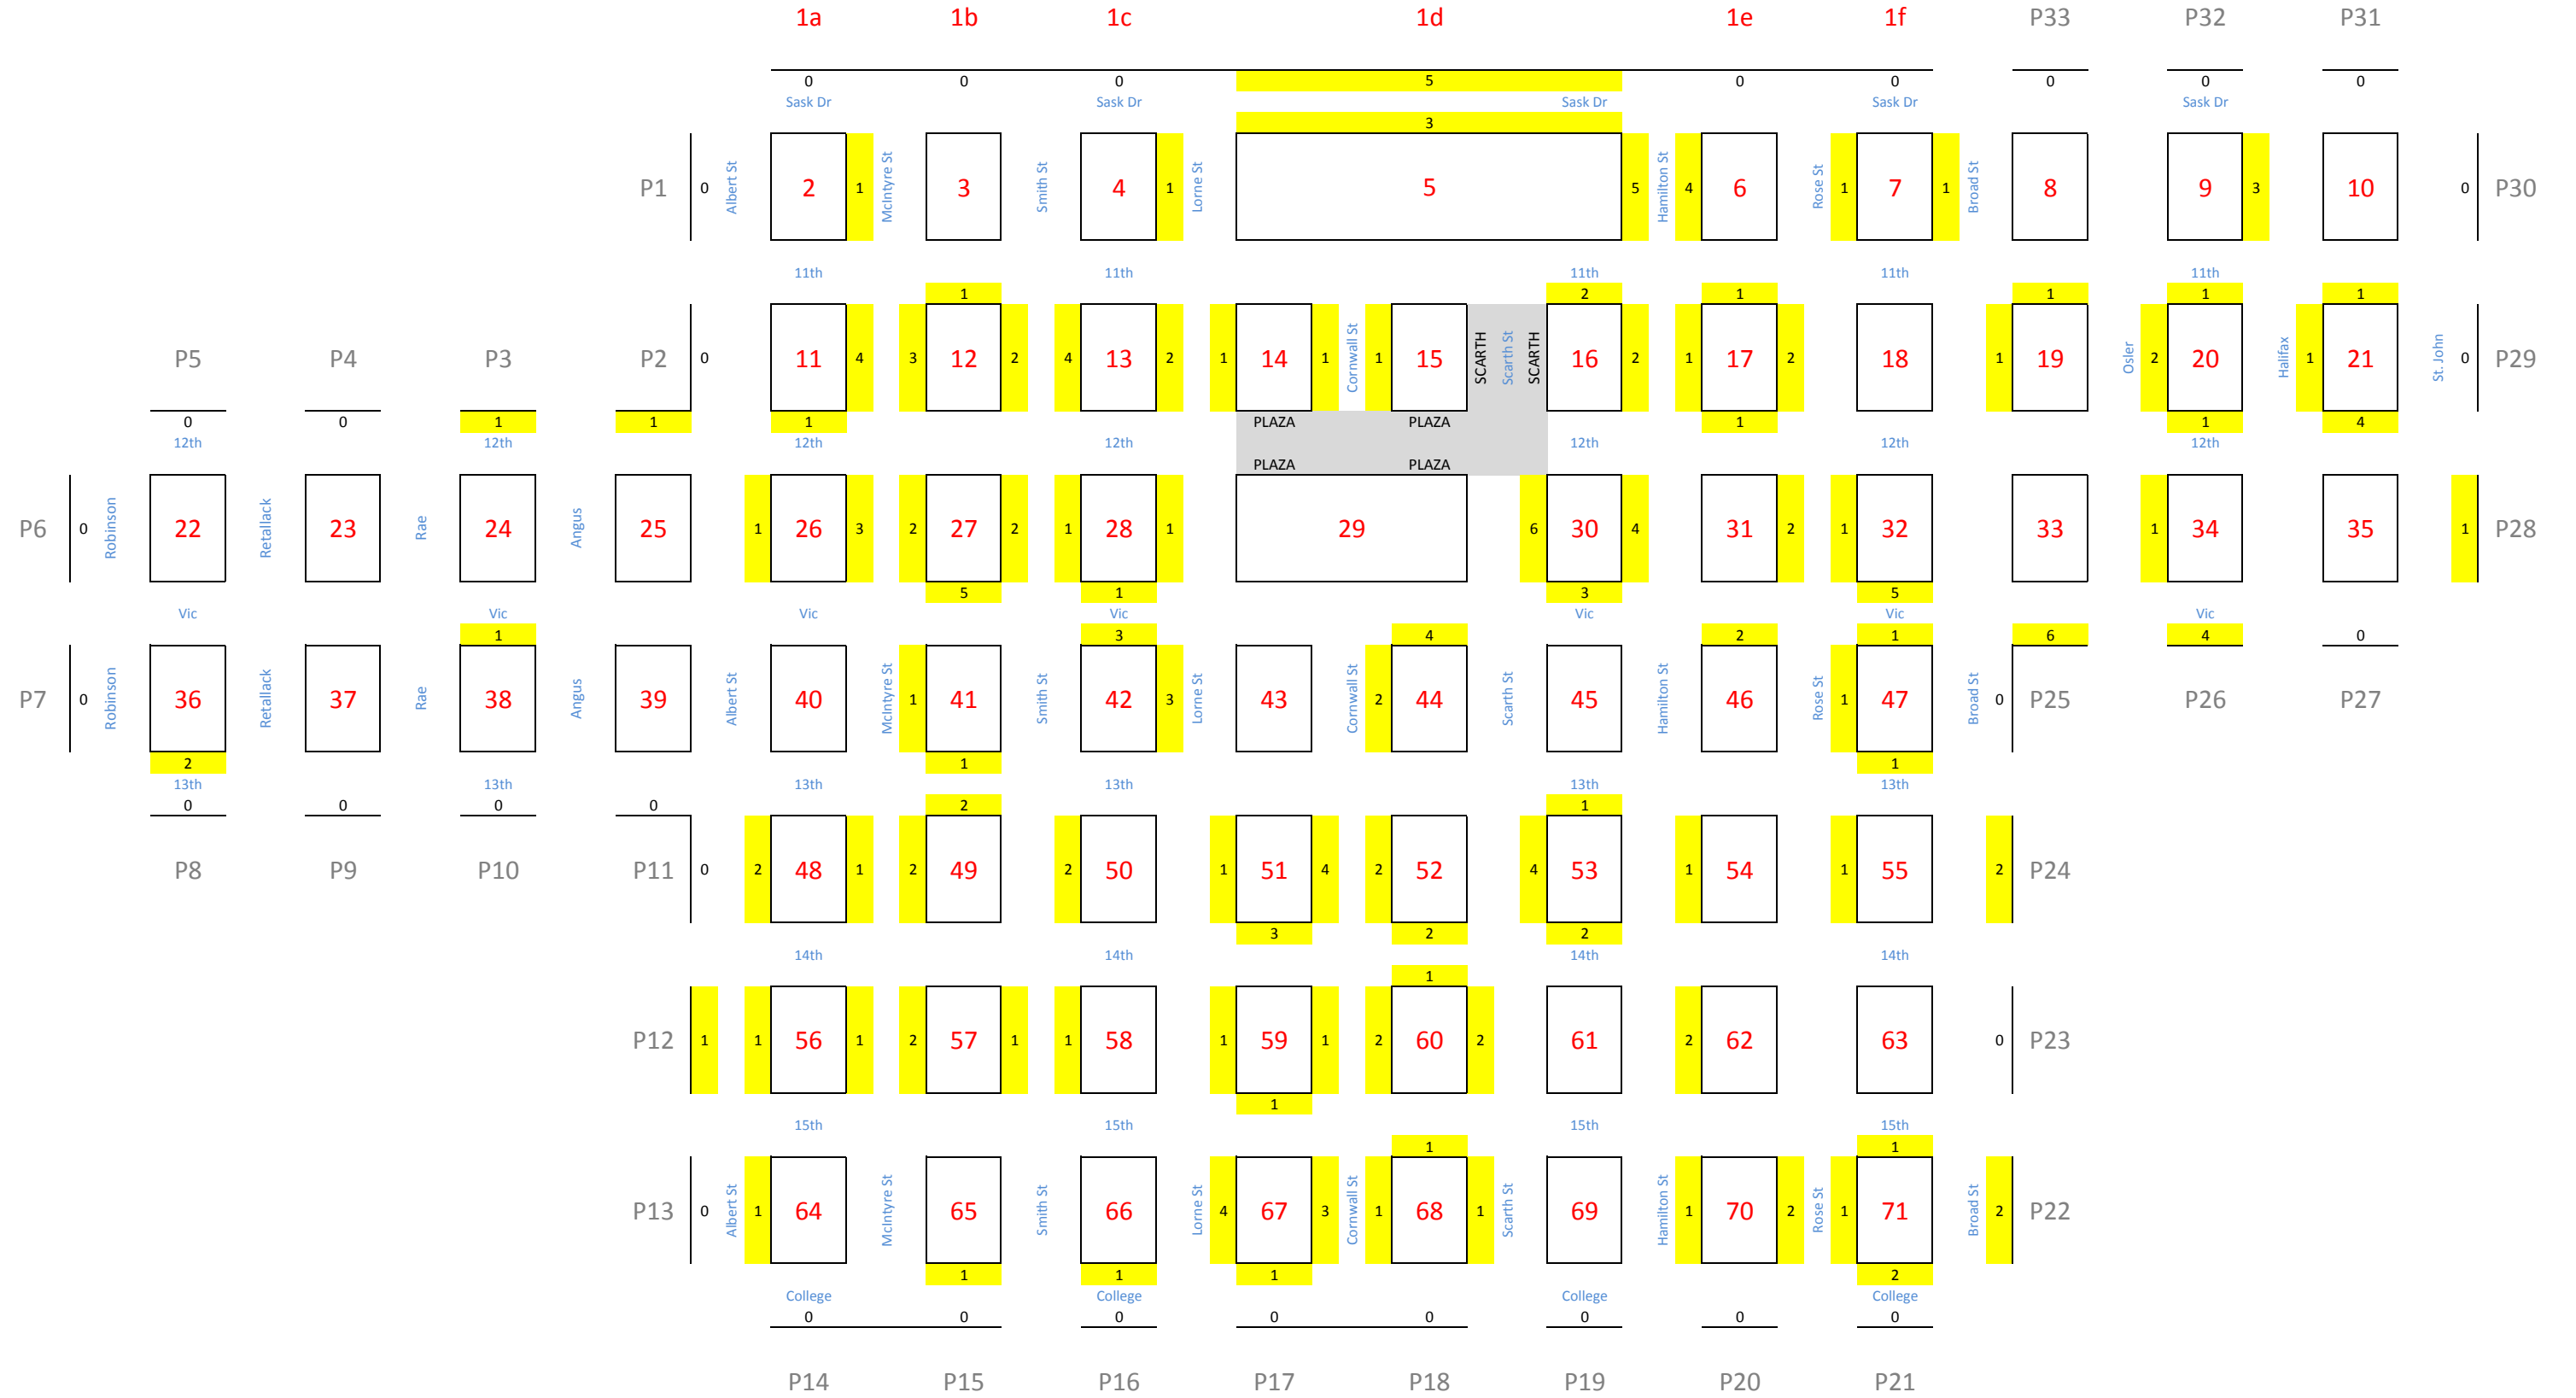 1a 1b 1c 1d 1e 1f P33 P32 P31
0 0 0 5 0 0 0 0 0
Sask Dr Sask Dr Sask Dr Sask Dr Sask Dr
3
P1 0 Albert St 2 1 McIntyre St 3 Smith St 4 1 Lorne St 5 5 Hamilton St 4 6 Rose St 1 7 1 Broad St 8 9 3 10 0 P30
11th 11th 11th 11th 11th
1 2 1 1 1 1
P5 P4 P3 P2 0 11 4 3 12 2 4 13 2 1 14 1 Cornwall St 1 15 SCARTH Scarth St SCARTH 16 2 1 17 2 18 1 19 Osler 2 20 Halifax 1 21 St. John 0 P29
0 0 1 1 1 PLAZA PLAZA 1 1 4
12th 12th 12th 12th 12th 12th 12th
PLAZA PLAZA
P6 0 Robinson 22 Retallack 23 Rae 24 Angus 25 1 26 3 2 27 2 1 28 1 29 6 30 4 31 2 1 32 33 1 34 35 1 P28
5 1 3 5
Vic Vic Vic Vic Vic Vic Vic
1 3 4 2 1 6 4 0
P7 0 Robinson 36 Retallack 37 Rae 38 Angus 39 Albert St 40 McIntyre St 1 41 Smith St 42 3 Lorne St 43 Cornwall St 2 44 Scarth St 45 Hamilton St 46 Rose St 1 47 Broad St 0 P25 P26 P27
2 1 1
13th 13th 13th 13th 13th 13th
0 0 0 0 2 1
P8 P9 P10 P11 0 2 48 1 2 49 2 50 1 51 4 2 52 4 53 1 54 1 55 2 P24
3 2 2
14th 14th 14th 14th
1
P12 1 1 56 1 2 57 1 1 58 1 59 1 2 60 2 61 2 62 63 0 P23
1
15th 15th 15th 15th
1 1
P13 0 Albert St 1 64 McIntyre St 65 Smith St 66 Lorne St 4 67 3 Cornwall St 1 68 1 Scarth St 69 Hamilton St 1 70 2 Rose St 1 71 Broad St 2 P22
1 1 1 2
College College College College
0 0 0 0 0 0 0 0
P14 P15 P16 P17 P18 P19 P20 P21